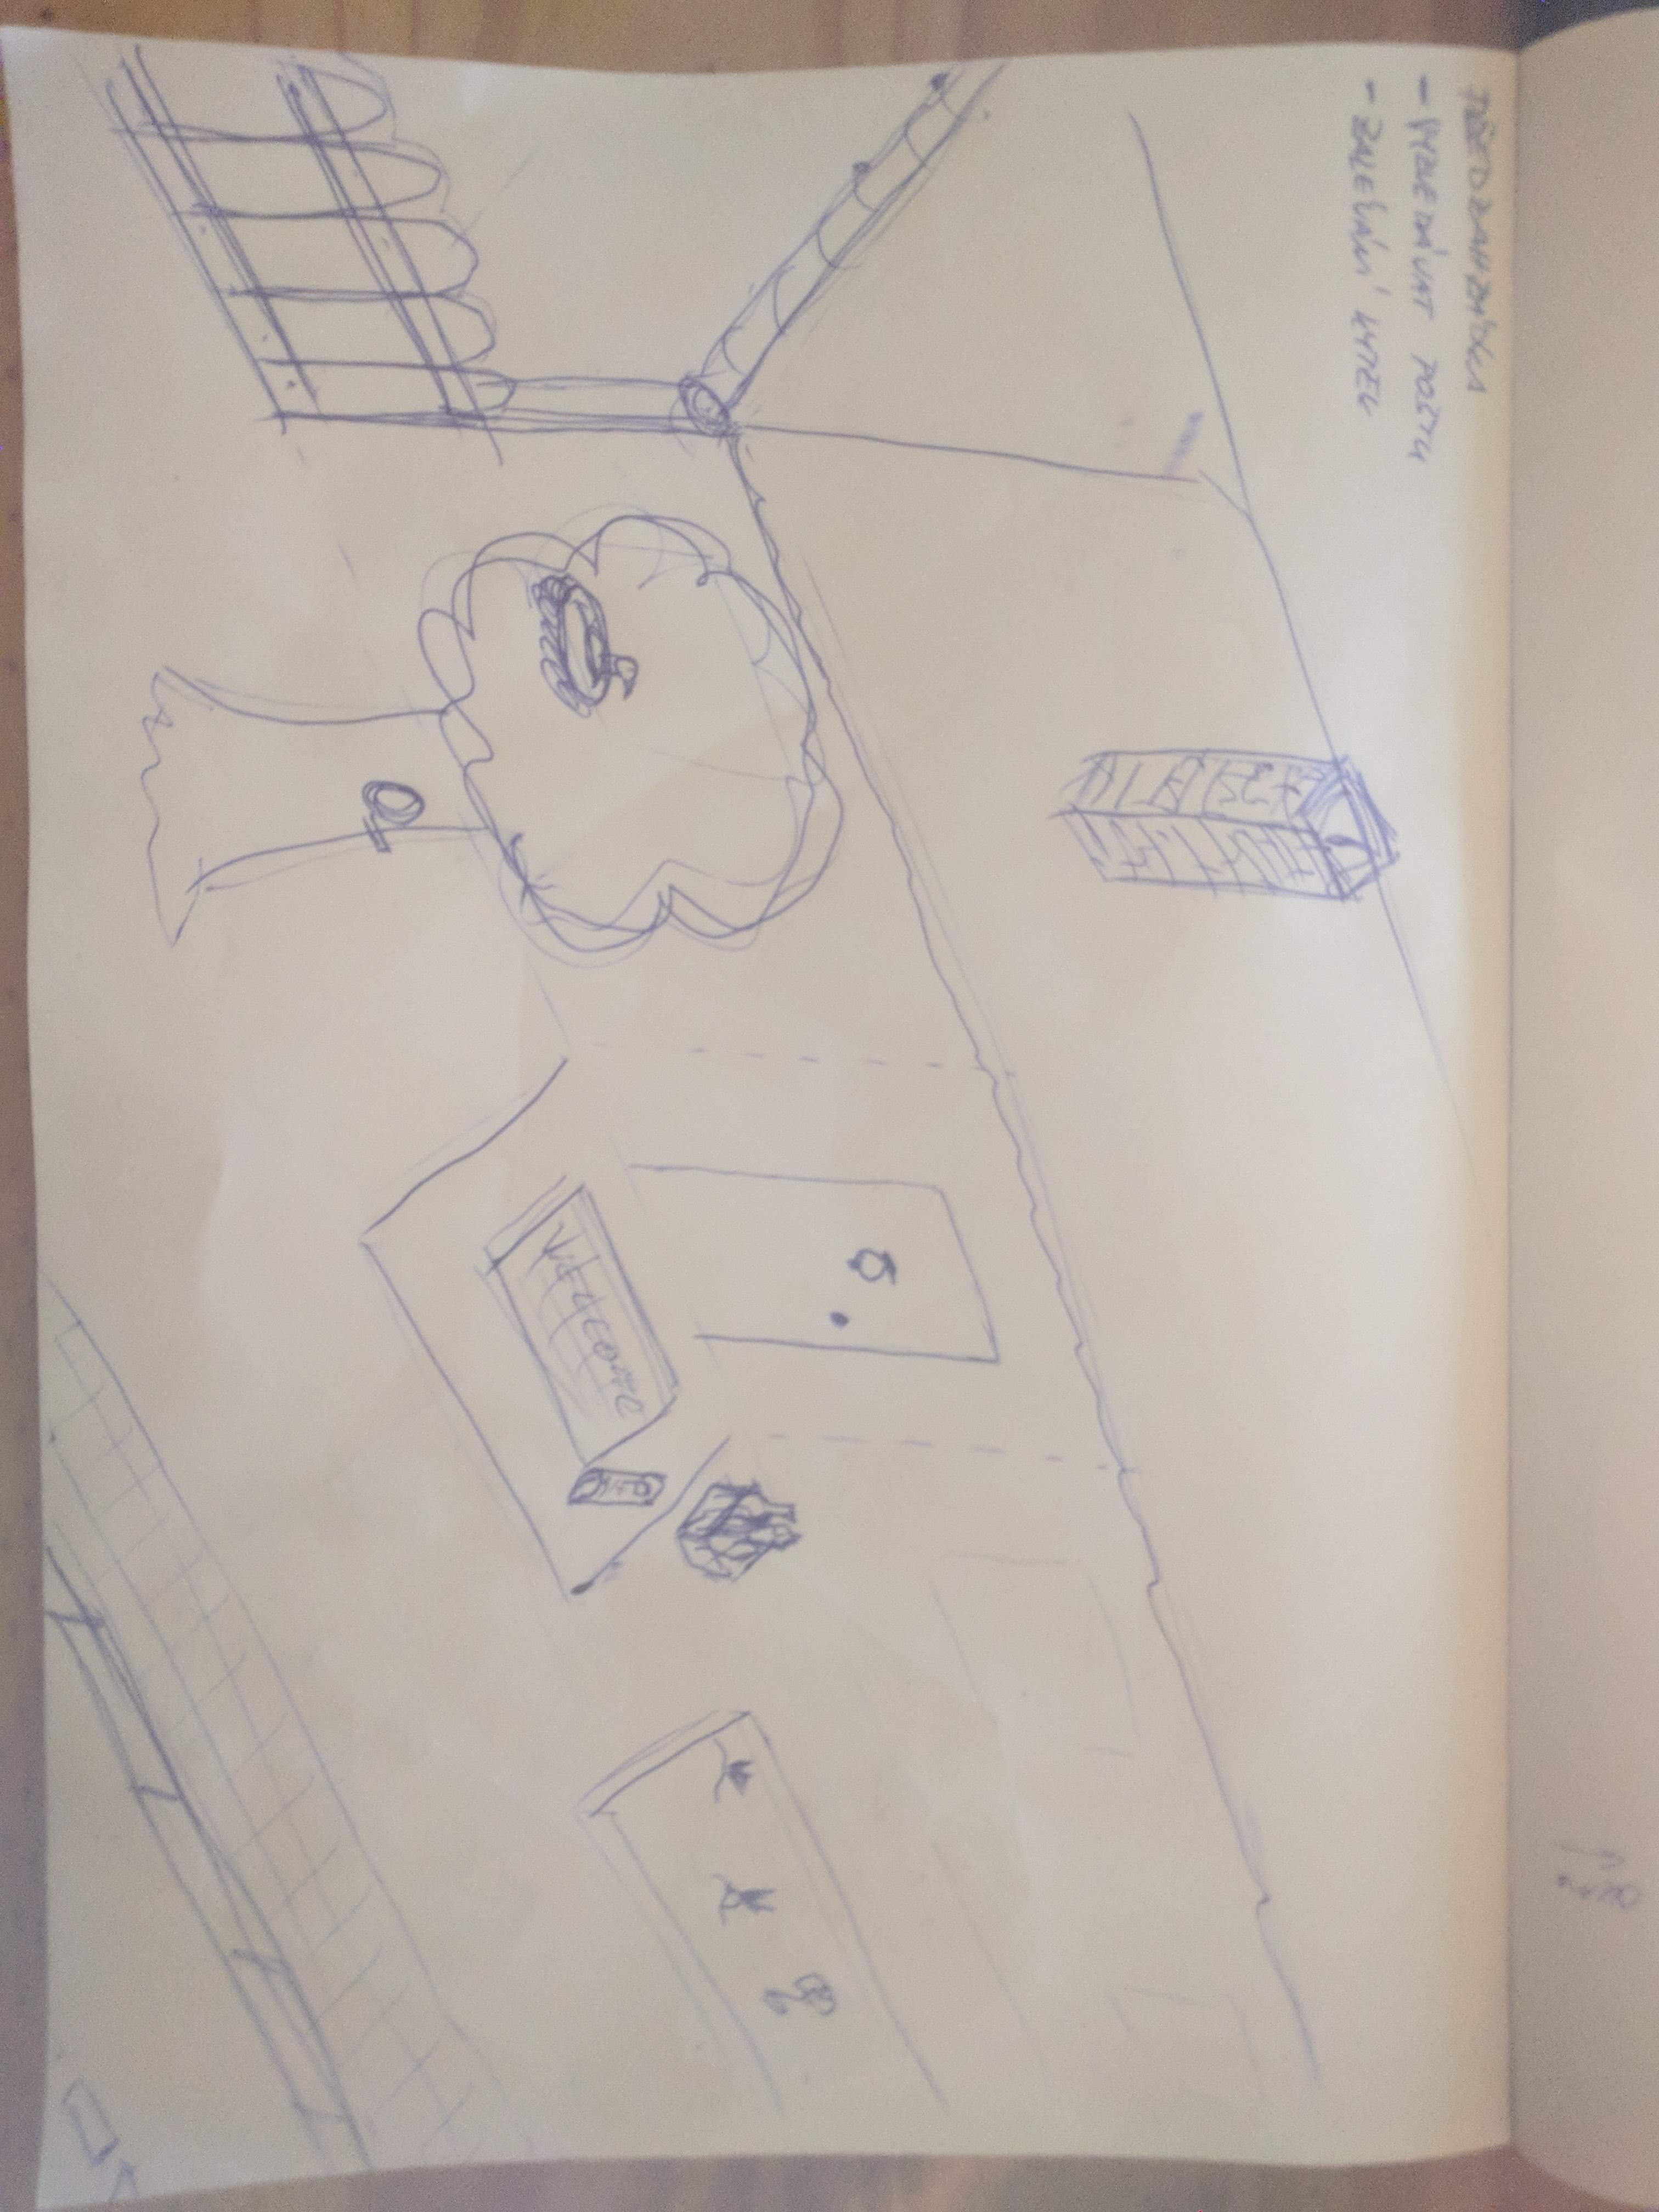 PŘEDZAHRÁDKA
- VYZVEDÁVAT POŠTU
- ZALÉVÁNÍ KYTEK
WELCOME